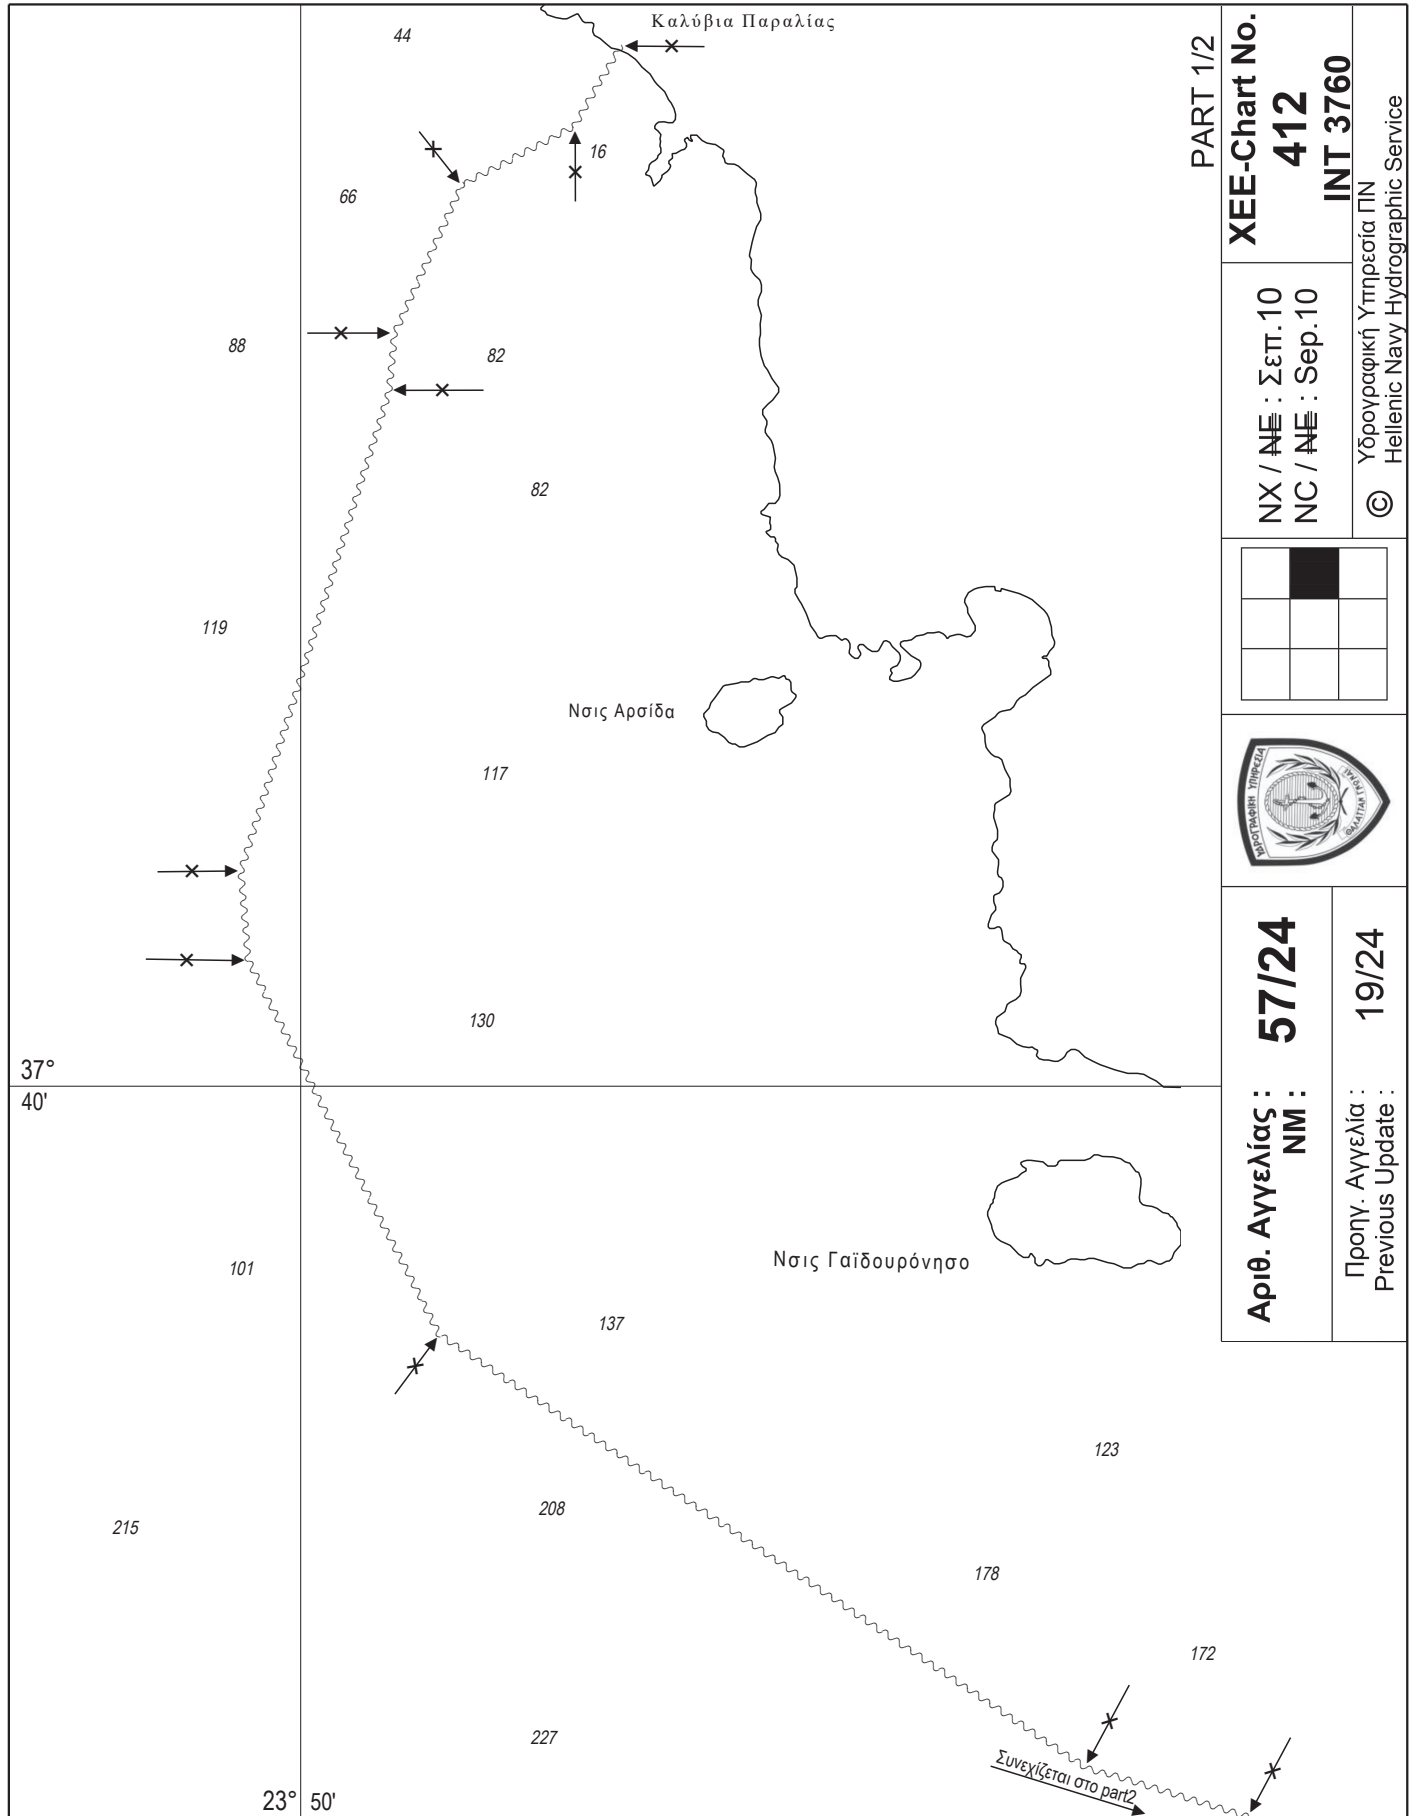 Καλύβια Παραλίας
44
16
66
88
82
82
119
Νσις Αρσίδα
117
130
37°
40'
101
Νσις Γαϊδουρόνησο
137
123
208
215
178
172
227
Συνεχίζεται στο part2
23° 50'
PART 1/2
XEE-Chart No.
412
INT 3760
NX / NE : Σεπ.10
NC / NE : Sep.10
© Υδρογραφική Υπηρεσία ΠΝ
Hellenic Navy Hydrographic Service
ΥΔΡΟΓΡΑΦΙΚΗ ΥΠΗΡΕΣΙΑ
Αριθ. Αγγελίας : 57/24
NM :
Προηγ. Αγγελία : 19/24
Previous Update :